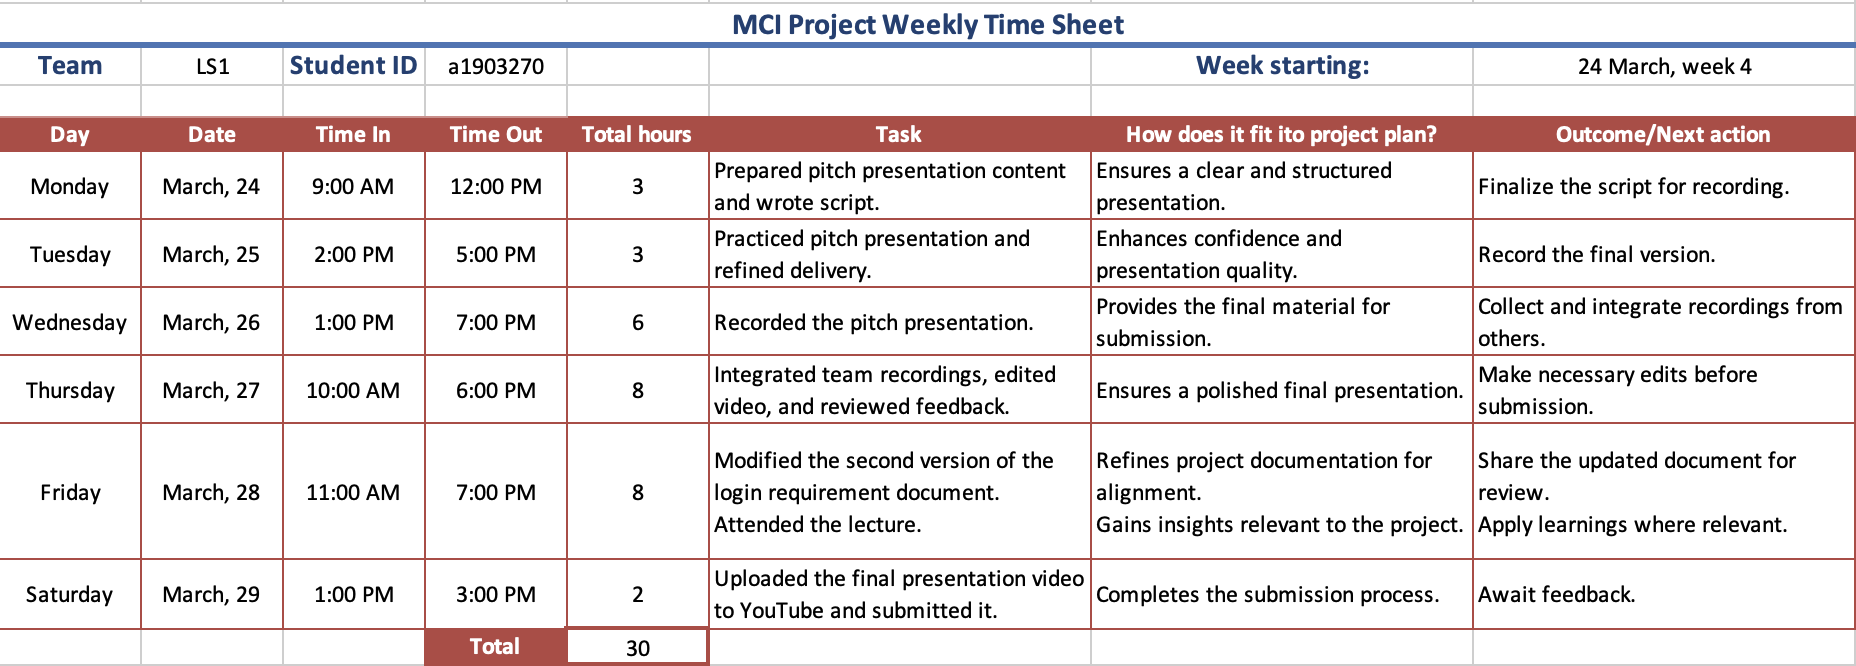 MCI Project Weekly Time Sheet
Team LS1 Student ID a1903270 Week starting: 24 March, week 4
Day Date Time In Time Out Total hours Task How does it fit ito project plan? Outcome/Next action
Monday March, 24 9:00 AM 12:00 PM 3 Prepared pitch presentation content
and wrote script. Ensures a clear and structured
presentation. Finalize the script for recording.
Tuesday March, 25 2:00 PM 5:00 PM 3 Practiced pitch presentation and
refined delivery. Enhances confidence and
presentation quality. Record the final version.
Wednesday March, 26 1:00 PM 7:00 PM 6 Recorded the pitch presentation. Provides the final material for
submission. Collect and integrate recordings from
others.
Thursday March, 27 10:00 AM 6:00 PM 8 Integrated team recordings, edited
video, and reviewed feedback. Ensures a polished final presentation. Make necessary edits before
submission.
Friday March, 28 11:00 AM 7:00 PM 8 Modified the second version of the
login requirement document.
Attended the lecture. Refines project documentation for
alignment.
Gains insights relevant to the project. Share the updated document for
review.
Apply learnings where relevant.
Saturday March, 29 1:00 PM 3:00 PM 2 Uploaded the final presentation video
to YouTube and submitted it. Completes the submission process. Await feedback.
Total 30